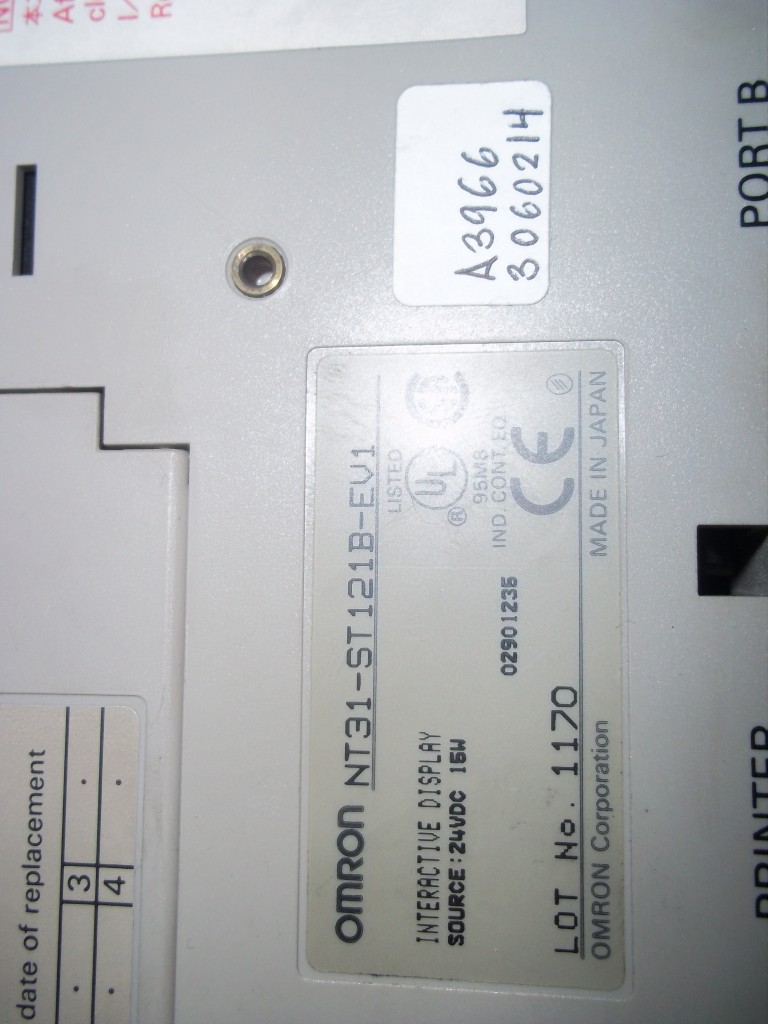 A3966
3060214
PORT B
OMRON NT31-ST121B-EV1
LISTED
UL
®
95M8
IND. CONT. EQ.
CE
INTERACTIVE DISPLAY
SOURCE:24VDC 15W
02901235
LOT No. 1170
OMRON Corporation MADE IN JAPAN
PRINTER
date of replacement
3
4